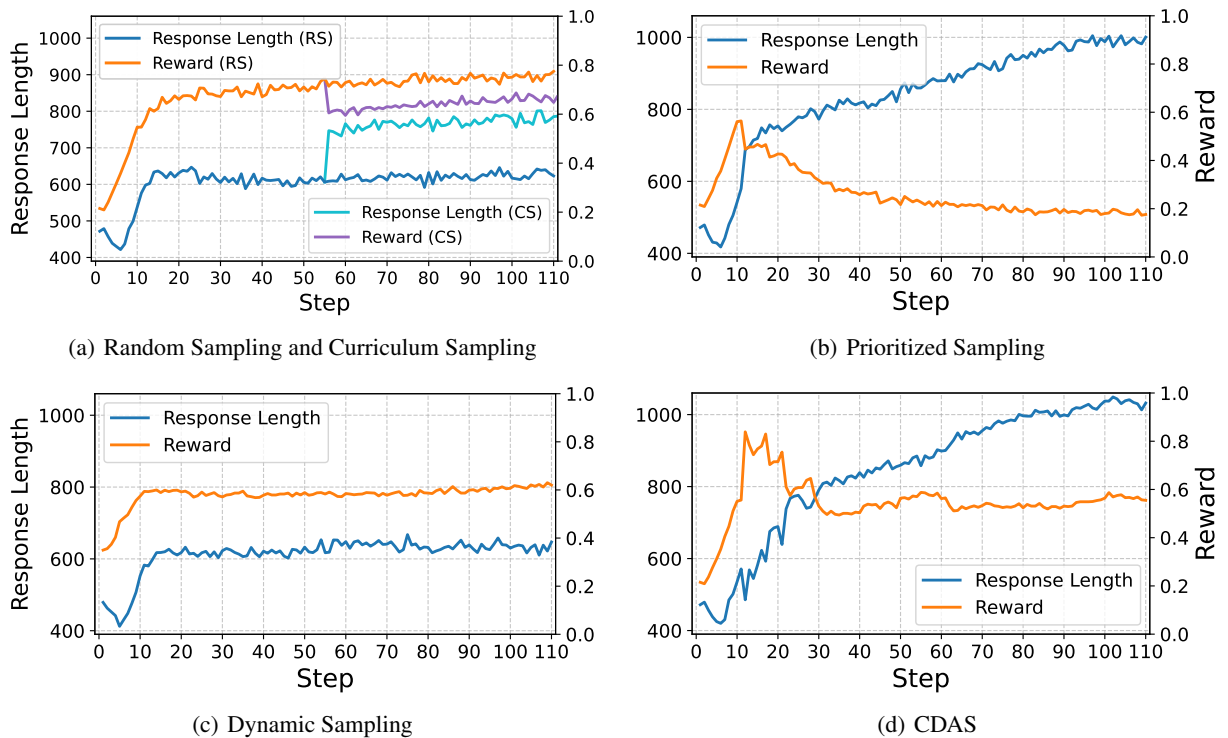 1.0
1000
Response Length (RS)
Reward (RS)
0.8
900
800
0.6
700
0.4
600
Response Length (CS)
Reward (CS)
0.2
500
400
0.0
0 10 20 30 40 50 60 70 80 90 100 110
Response Length
Step
(a) Random Sampling and Curriculum Sampling
1.0
1000
Response Length
Reward
0.8
800
0.6
0.4
600
0.2
400
0.0
0 10 20 30 40 50 60 70 80 90 100 110
Reward
Step
(b) Prioritized Sampling
1.0
1000
Response Length
Reward
0.8
800
0.6
600
0.4
0.2
400
0.0
0 10 20 30 40 50 60 70 80 90 100 110
Response Length
Step
(c) Dynamic Sampling
1.0
1000
0.8
800
0.6
600
0.4
Response Length
Reward
0.2
400
0.0
0 10 20 30 40 50 60 70 80 90 100 110
Reward
Step
(d) CDAS